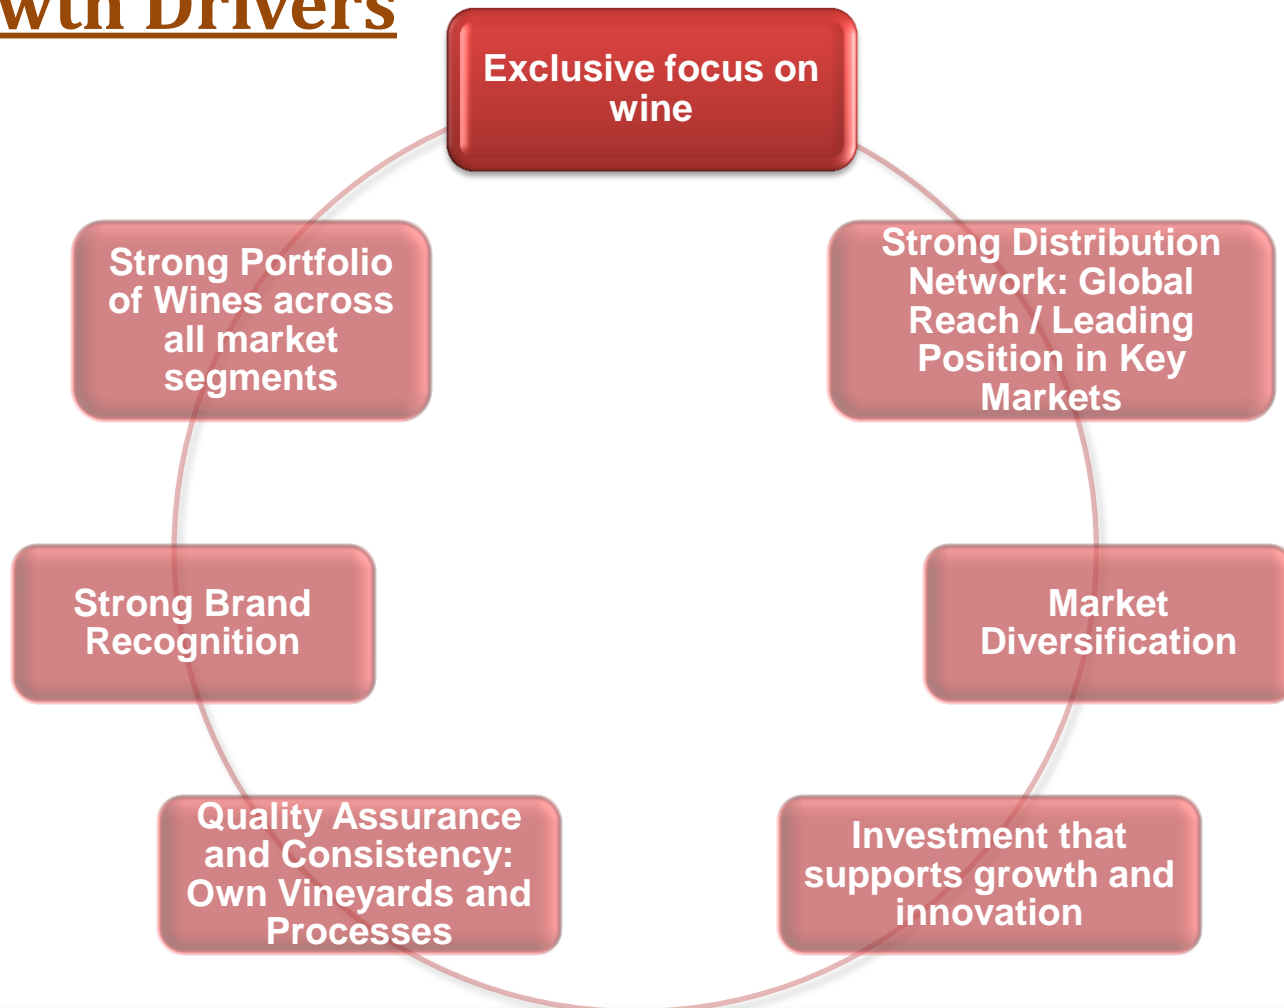 wth Drivers
Exclusive focus on
wine
Strong Distribution
Network: Global
Reach / Leading
Position in Key
Markets
Market
Diversification
Investment that
supports growth and
innovation
Quality Assurance
and Consistency:
Own Vineyards and
Processes
Strong Brand
Recognition
Strong Portfolio
of Wines across
all market
segments